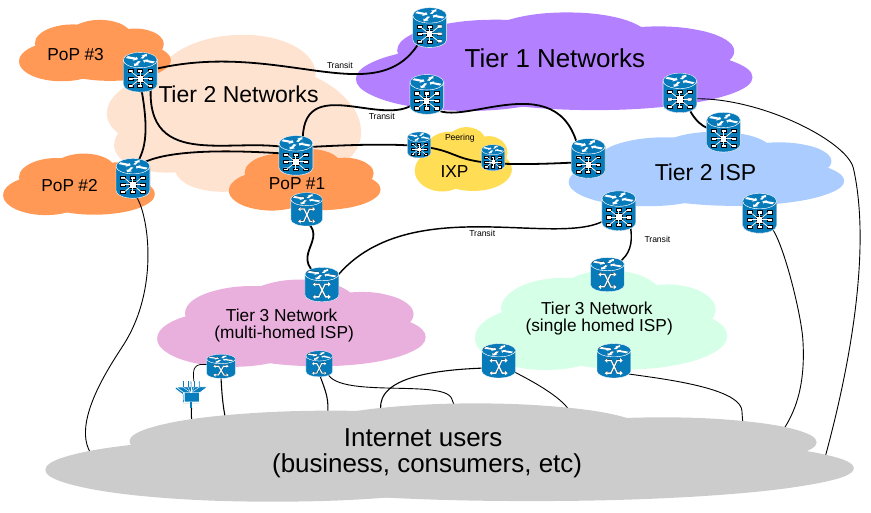 PoP #3
Tier 1 Networks
Transit
Tier 2 Networks
Transit
Peering
IXP
Tier 2 ISP
PoP #2
PoP #1
Transit
Transit
Tier 3 Network
(multi-homed ISP)
Tier 3 Network
(single homed ISP)
Internet users
(business, consumers, etc)